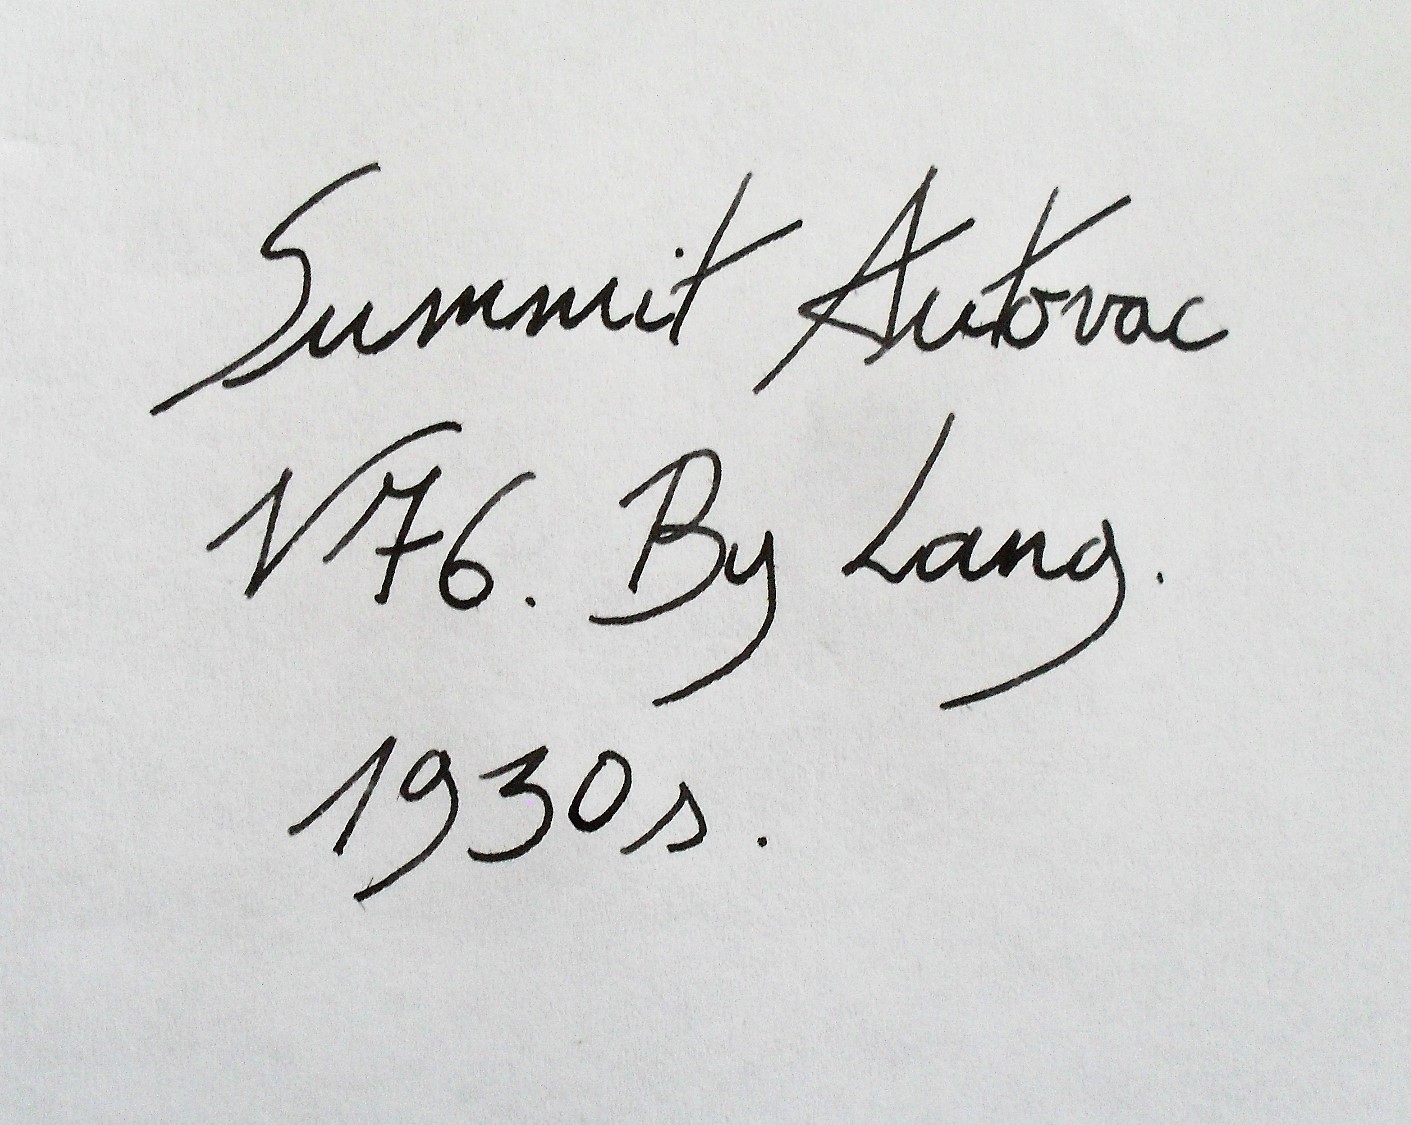 Summit Autovac
V76. By Lang.
1930s.